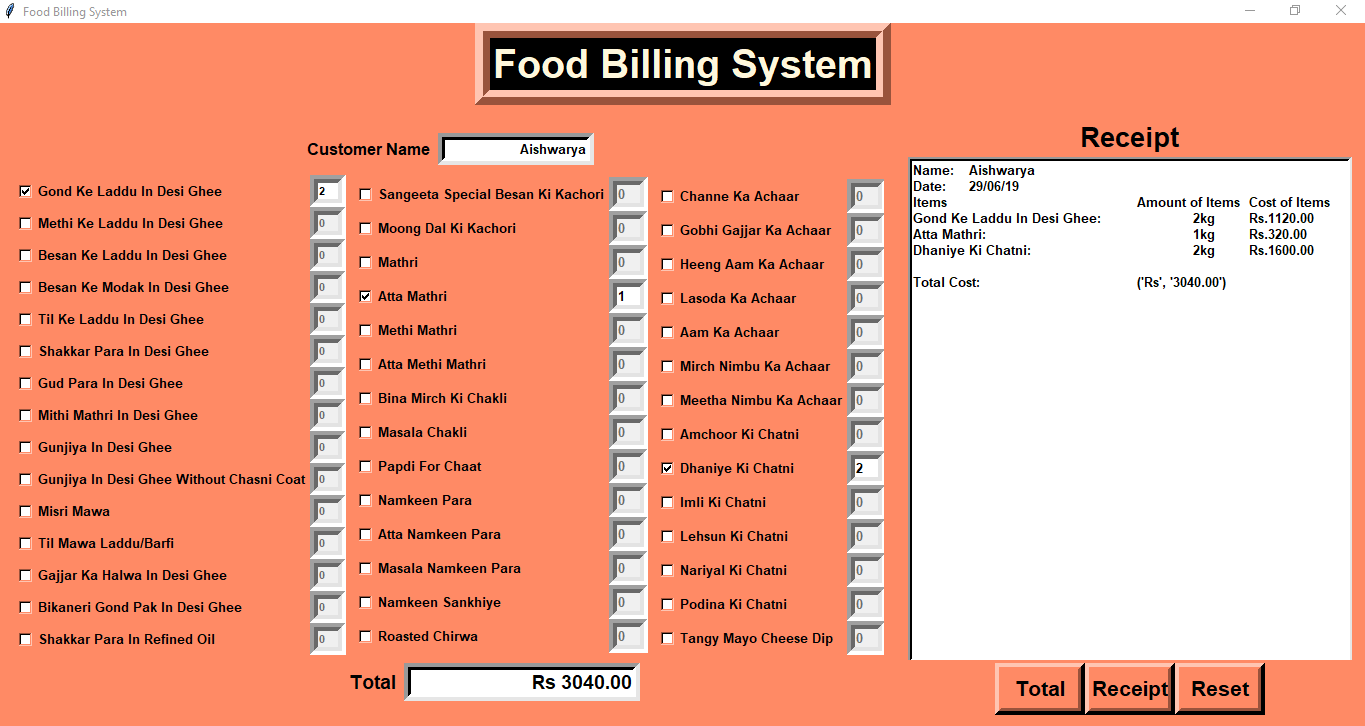 Food Billing System
Food Billing System
Customer Name Aishwarya
Gond Ke Laddu In Desi Ghee 2
Methi Ke Laddu In Desi Ghee 0
Besan Ke Laddu In Desi Ghee 0
Besan Ke Modak In Desi Ghee 0
Til Ke Laddu In Desi Ghee 0
Shakkar Para In Desi Ghee 0
Gud Para In Desi Ghee 0
Mithi Mathri In Desi Ghee 0
Gunjiya In Desi Ghee 0
Gunjiya In Desi Ghee Without Chasni Coat 0
Misri Mawa 0
Til Mawa Laddu/Barfi 0
Gajjar Ka Halwa In Desi Ghee 0
Bikaneri Gond Pak In Desi Ghee 0
Shakkar Para In Refined Oil 0
Sangeeta Special Besan Ki Kachori 0
Moong Dal Ki Kachori 0
Mathri 0
Atta Mathri 1
Methi Mathri 0
Atta Methi Mathri 0
Bina Mirch Ki Chakli 0
Masala Chakli 0
Papdi For Chaat 0
Namkeen Para 0
Atta Namkeen Para 0
Masala Namkeen Para 0
Namkeen Sankhiye 0
Roasted Chirwa 0
Channe Ka Achaar 0
Gobhi Gajjar Ka Achaar 0
Heeng Aam Ka Achaar 0
Lasoda Ka Achaar 0
Aam Ka Achaar 0
Mirch Nimbu Ka Achaar 0
Meetha Nimbu Ka Achaar 0
Amchoor Ki Chatni 0
Dhaniye Ki Chatni 2
Imli Ki Chatni 0
Lehsun Ki Chatni 0
Nariyal Ki Chatni 0
Podina Ki Chatni 0
Tangy Mayo Cheese Dip 0
Total Rs 3040.00
Receipt
Name: Aishwarya
Date: 29/06/19
Items Amount of Items Cost of Items
Gond Ke Laddu In Desi Ghee: 2kg Rs.1120.00
Atta Mathri: 1kg Rs.320.00
Dhaniye Ki Chatni: 2kg Rs.1600.00
Total Cost: ('Rs', '3040.00')
Total Receipt Reset